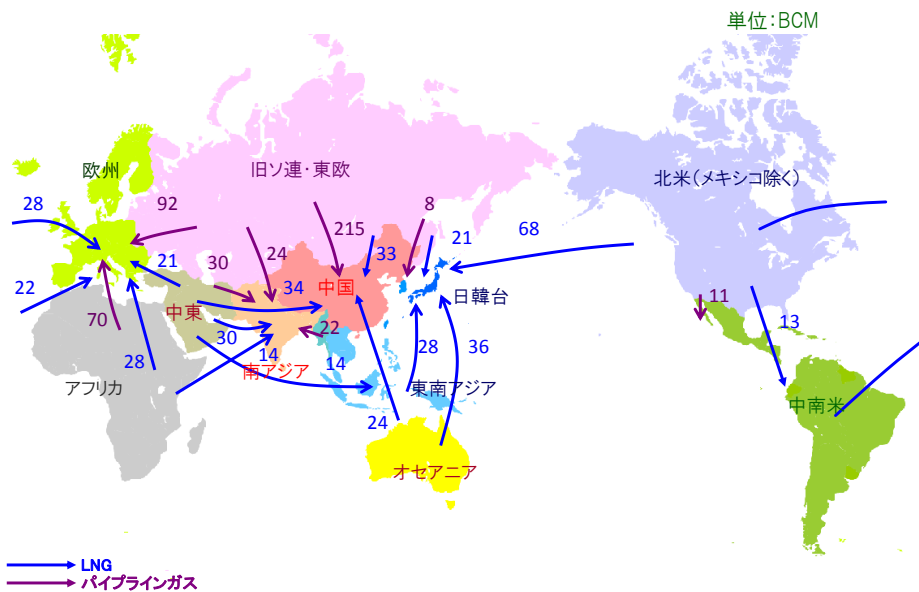 単位：BCM
欧州
旧ソ連・東欧
北米（メキシコ除く）
28
92
215
8
21
68
24
33
21
30
34
22
中国
日韓台
中東
11
13
70
30
22
14
28
14
28
36
南アジア
東南アジア
アフリカ
中南米
24
オセアニア
LNG
パイプラインガス